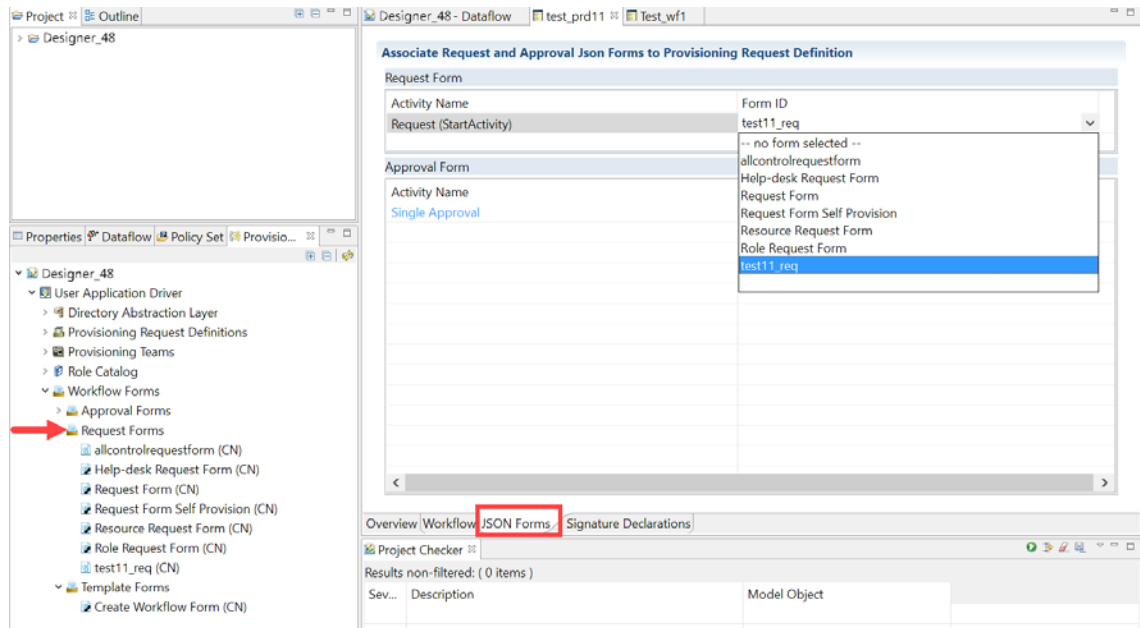 Project
Outline
Designer_48
Properties
Dataflow
Policy Set
Provisio...
Designer_48
User Application Driver
Directory Abstraction Layer
Provisioning Request Definitions
Provisioning Teams
Role Catalog
Workflow Forms
Approval Forms
Request Forms
allcontrolrequestform (CN)
Help-desk Request Form (CN)
Request Form (CN)
Request Form Self Provision (CN)
Resource Request Form (CN)
Role Request Form (CN)
test11_req (CN)
Template Forms
Create Workflow Form (CN)
Designer_48 - Dataflow
test_prd11
Test_wf1
Associate Request and Approval Json Forms to Provisioning Request Definition
Request Form
Activity Name Form ID
Request (StartActivity) test11_req
-- no form selected --
allcontrolrequestform
Help-desk Request Form
Request Form
Request Form Self Provision
Resource Request Form
Role Request Form
test11_req
Approval Form
Activity Name
Single Approval
Overview Workflow JSON Forms Signature Declarations
Project Checker
Results non-filtered: ( 0 items )
Sev... Description Model Object